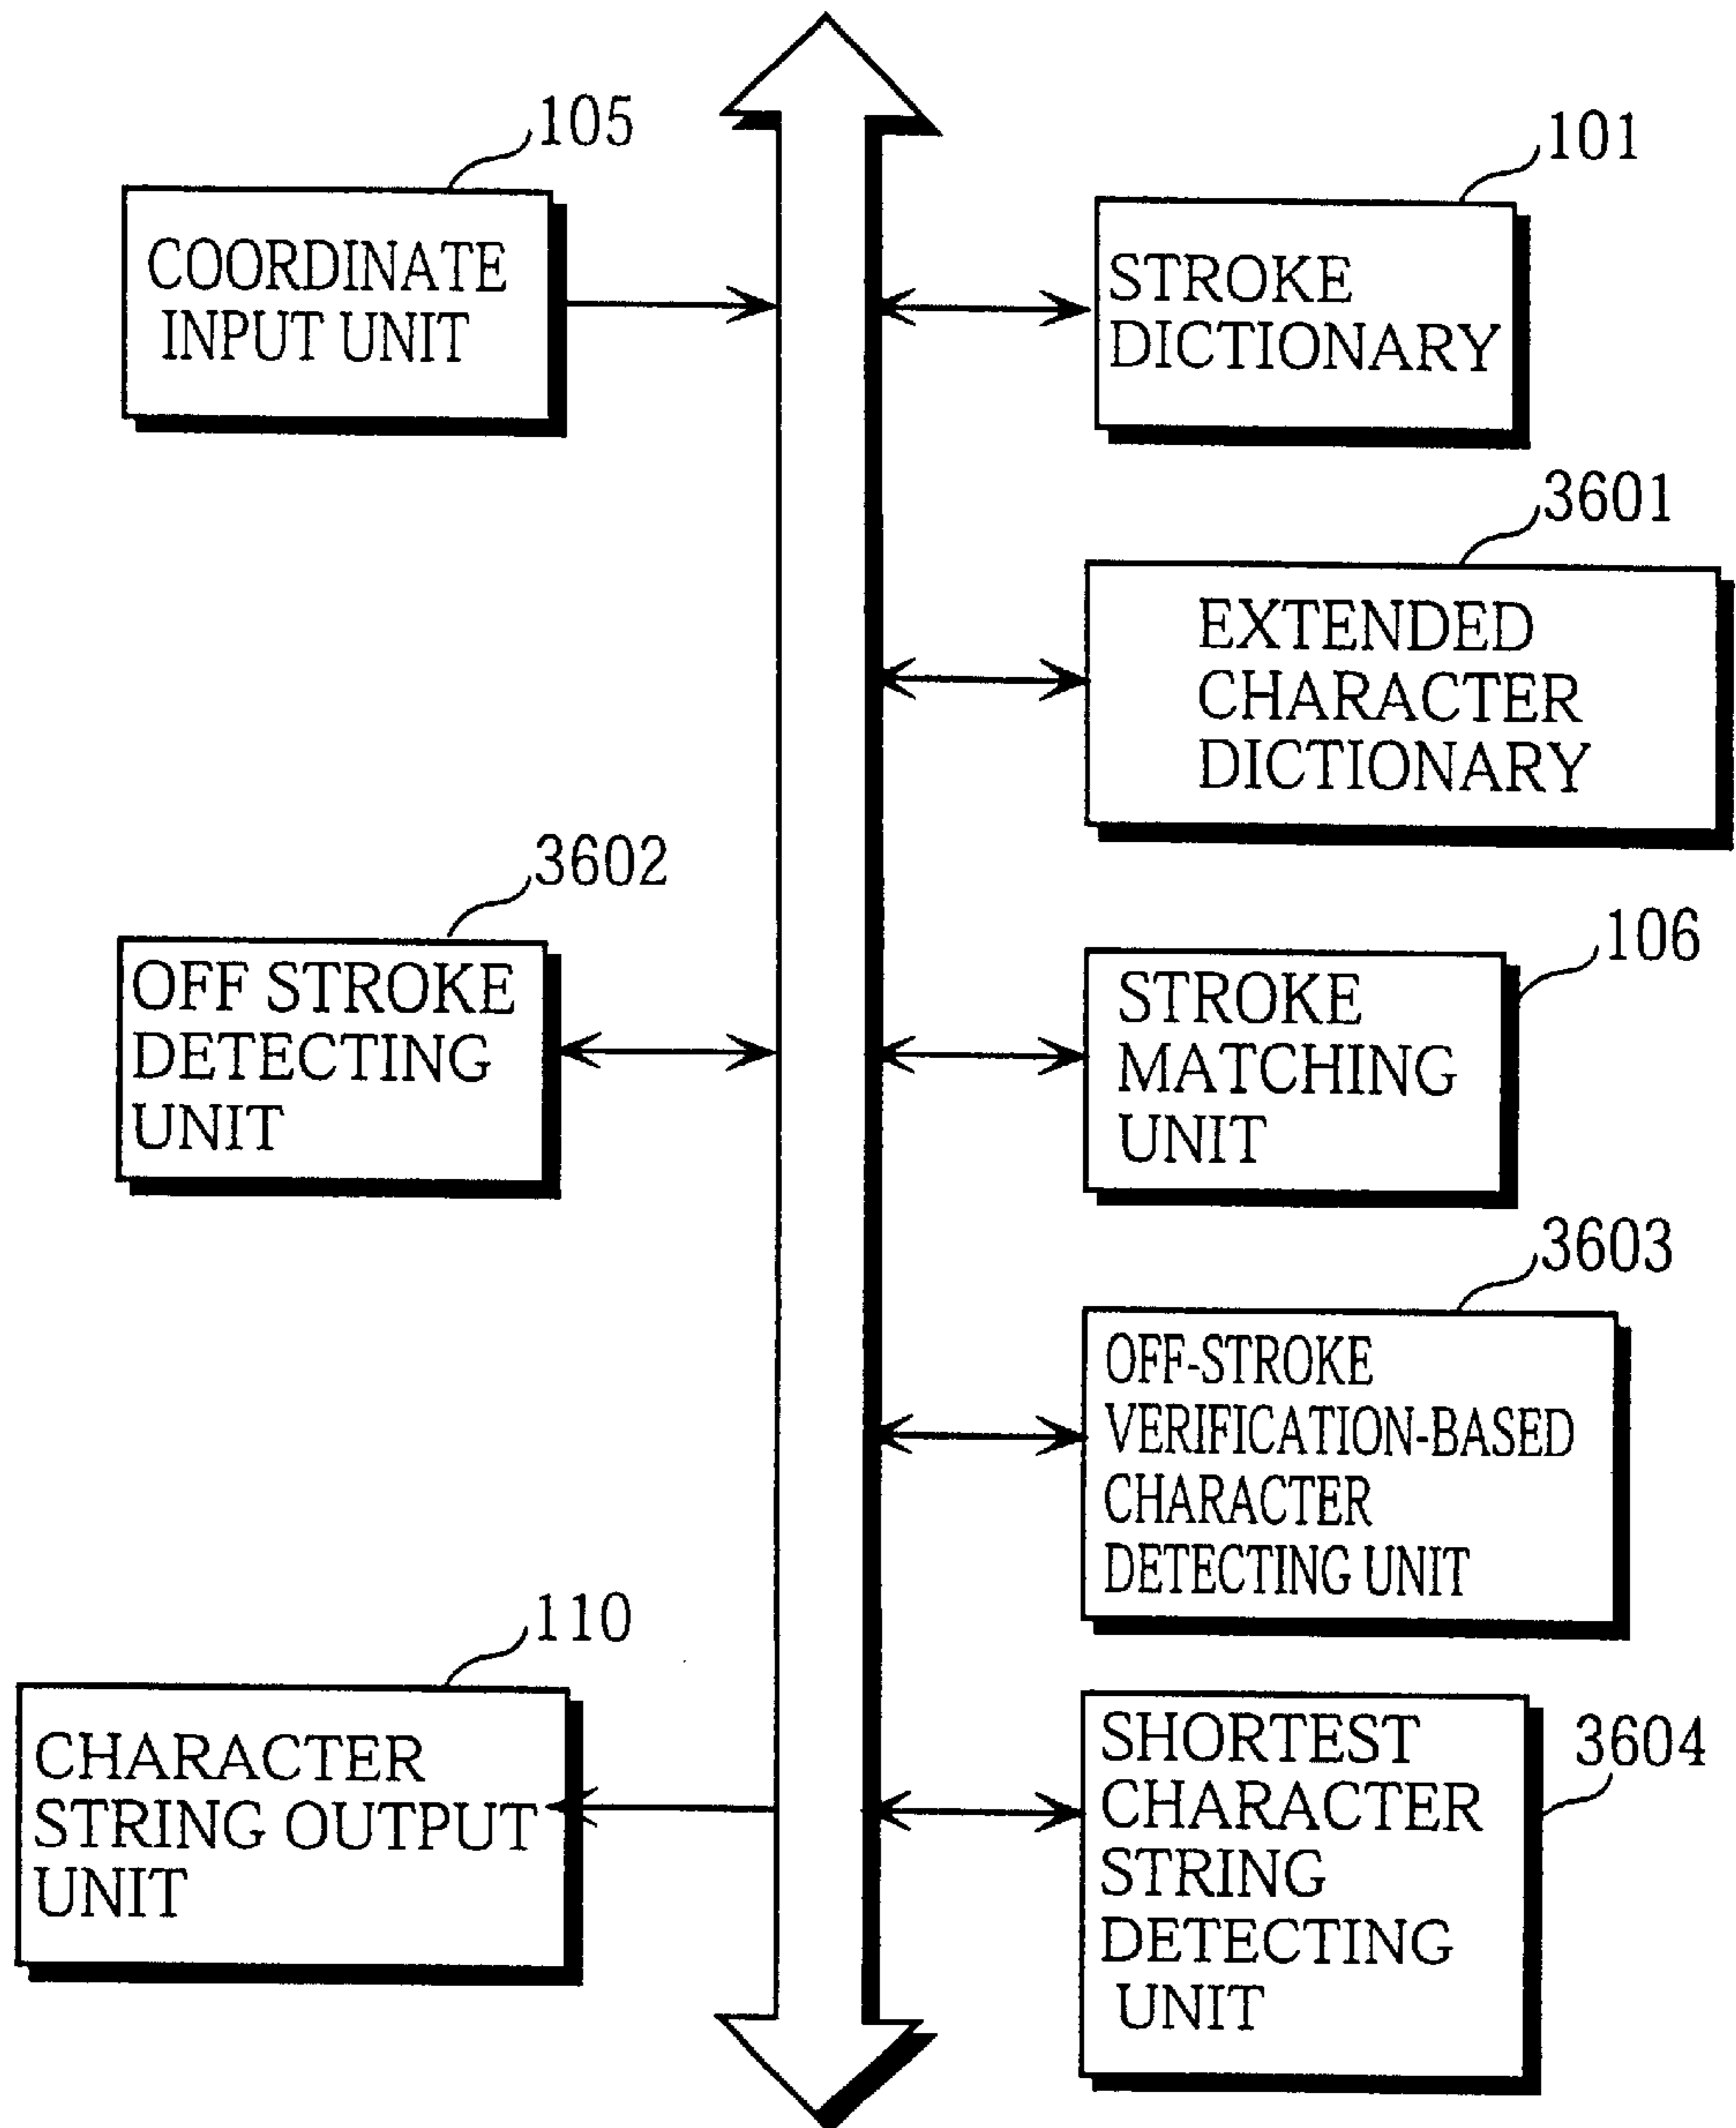 105
COORDINATE
INPUT UNIT
101
STROKE
DICTIONARY
3601
EXTENDED
CHARACTER
DICTIONARY
3602
OFF STROKE
DETECTING
UNIT
106
STROKE
MATCHING
UNIT
3603
OFF-STROKE
VERIFICATION-BASED
CHARACTER
DETECTING UNIT
110
CHARACTER
STRING OUTPUT
UNIT
3604
SHORTEST
CHARACTER
STRING
DETECTING
UNIT